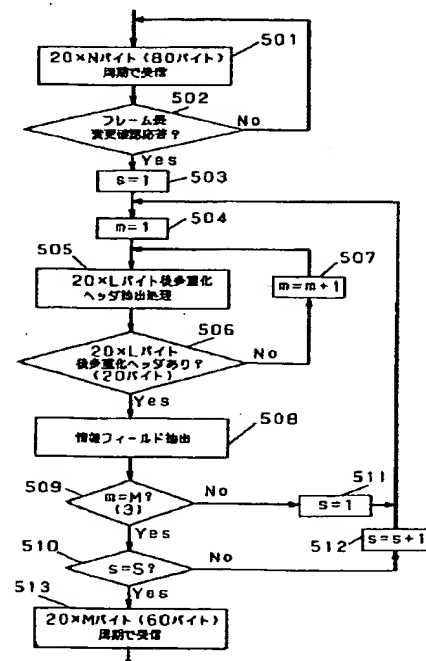 501
20×Nバイト(80バイト)
周期で受信
502
フレーム長
変更確認応答?
No
Yes
s=1
503
m=1
504
505
507
20×Lバイト後多重化
ヘッダ抽出処理
m=m+1
506
20×Lバイト
後多重化ヘッダあり?
(20バイト)
No
Yes
508
情報フィールド抽出
509
m=M?
(3)
No
511
s=1
Yes
510
s=S?
No
512
s=s+1
Yes
513
20×Mバイト(60バイト)
周期で受信